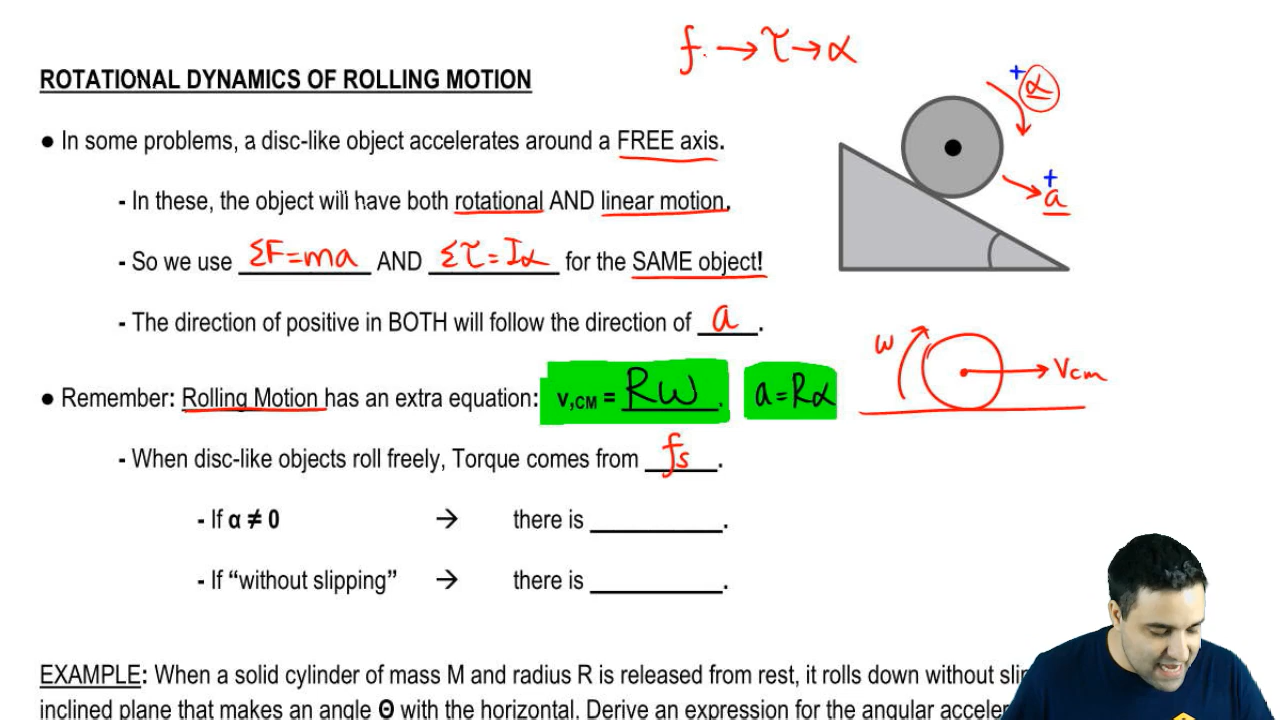 f → τ → α
ROTATIONAL DYNAMICS OF ROLLING MOTION
+ α
● In some problems, a disc-like object accelerates around a FREE axis.
+
a
- In these, the object will have both rotational AND linear motion.
- So we use ΣF=ma AND Στ=Iα for the SAME object!
- The direction of positive in BOTH will follow the direction of a.
ω
Vcm
● Remember: Rolling Motion has an extra equation: v,CM = Rω. a=Rα
- When disc-like objects roll freely, Torque comes from fs.
- If α ≠ 0 → there is ________.
- If “without slipping” → there is ________.
EXAMPLE: When a solid cylinder of mass M and radius R is released from rest, it rolls down without
inclined plane that makes an angle Θ with the horizontal. Derive an expression for the angular